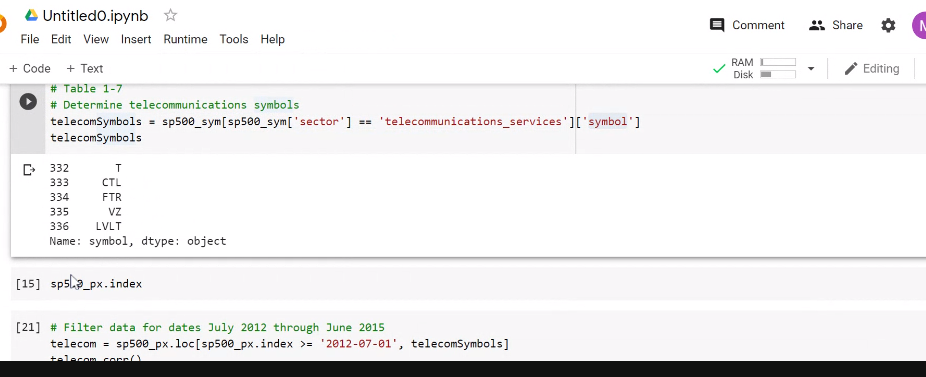 Untitled0.ipynb
File Edit View Insert Runtime Tools Help
Comment Share
+ Code + Text
RAM
Disk
Editing
# Table 1-7
# Determine telecommunications symbols
telecomSymbols = sp500_sym[sp500_sym['sector'] == 'telecommunications_services']['symbol']
telecomSymbols
332 T
333 CTL
334 FTR
335 VZ
336 LVLT
Name: symbol, dtype: object
[15] sp500_px.index
[21] # Filter data for dates July 2012 through June 2015
telecom = sp500_px.loc[sp500_px.index >= '2012-07-01', telecomSymbols]
telecom.corr()